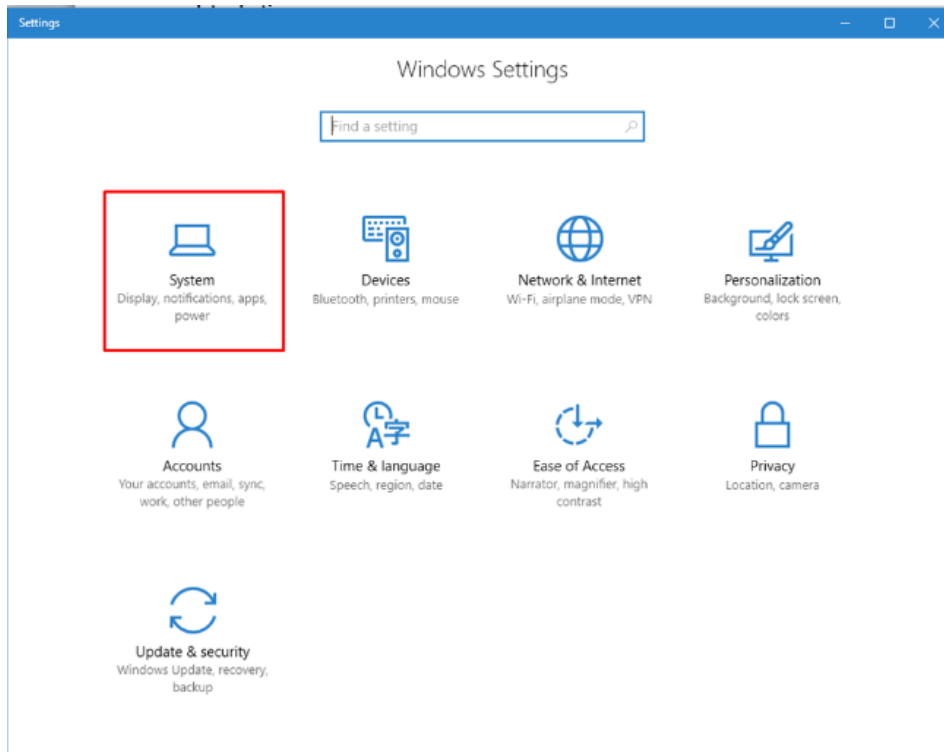 Settings
Windows Settings
Find a setting
System
Display, notifications, apps,
power
Devices
Bluetooth, printers, mouse
Network & Internet
Wi-Fi, airplane mode, VPN
Personalization
Background, lock screen,
colors
Accounts
Your accounts, email, sync,
work, other people
Time & language
Speech, region, date
Ease of Access
Narrator, magnifier, high
contrast
Privacy
Location, camera
Update & security
Windows Update, recovery,
backup